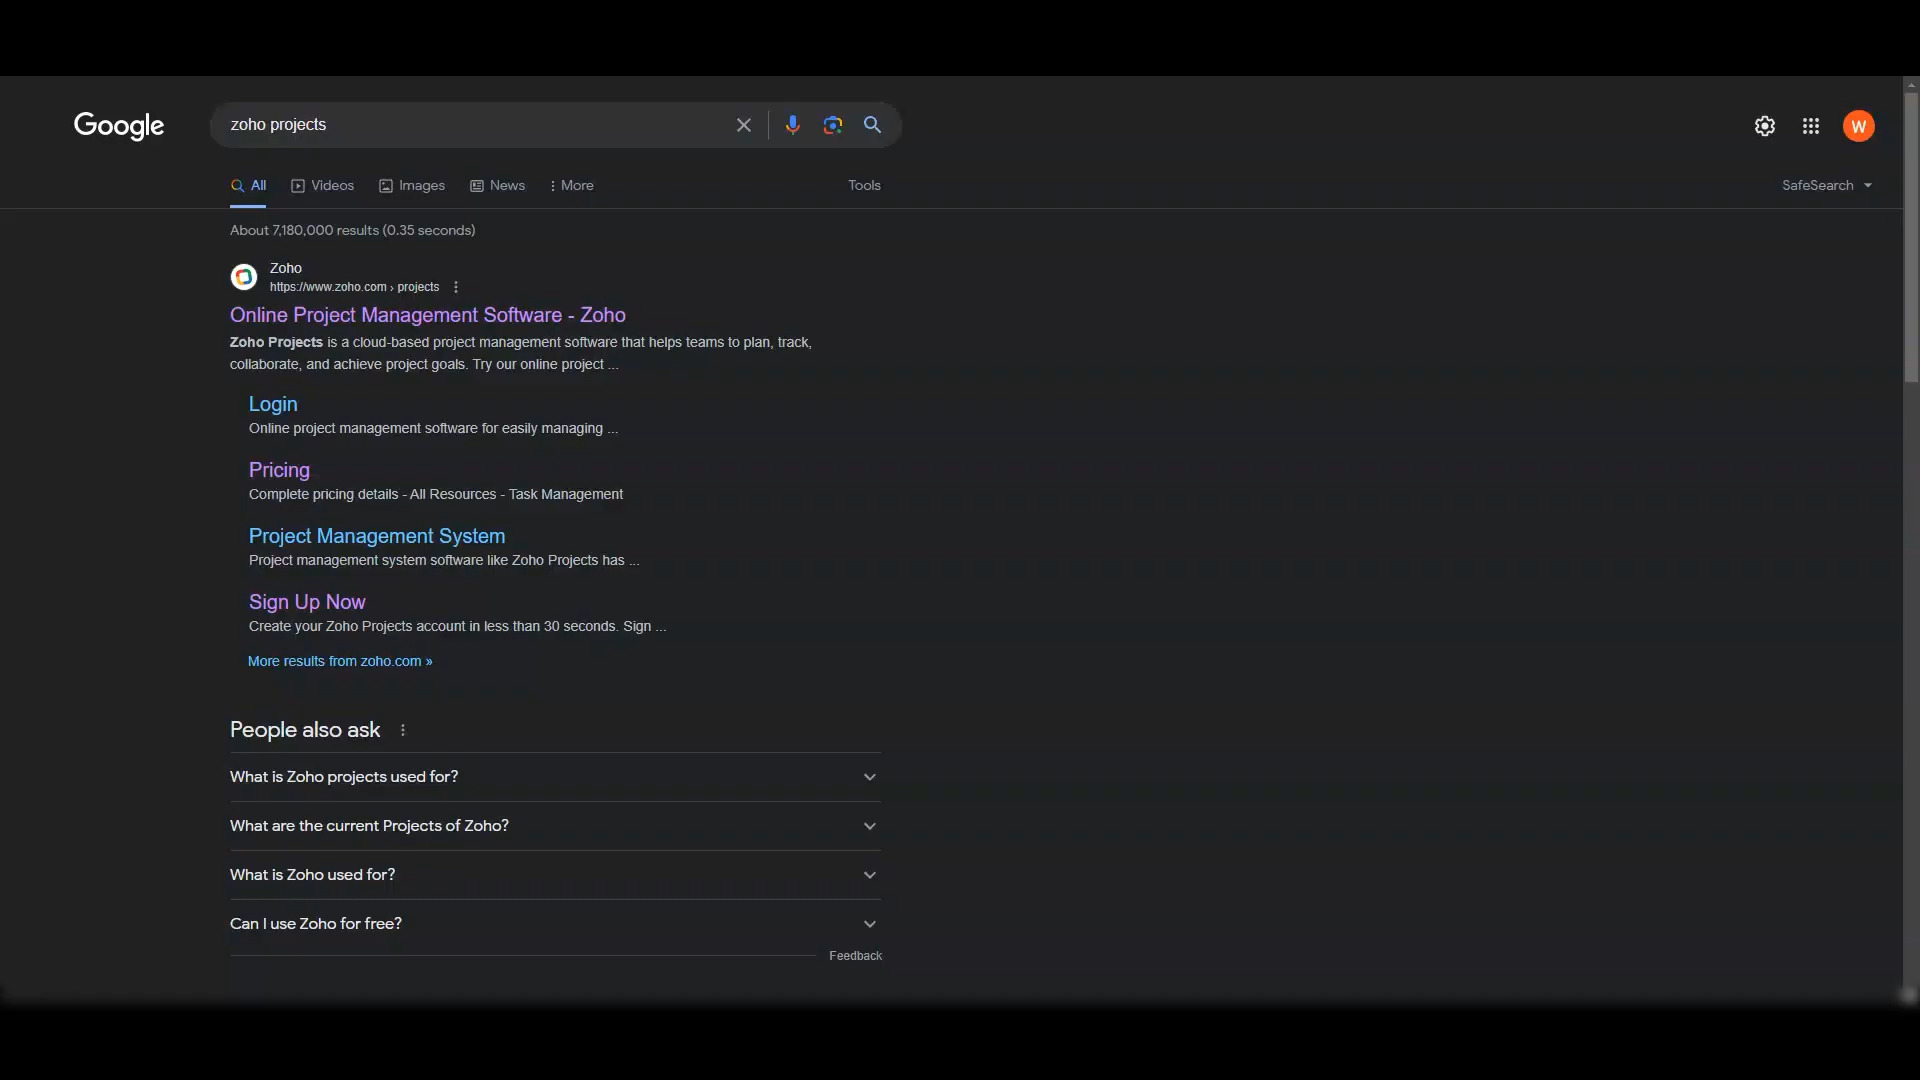 Google
zoho projects
W
All
Videos
Images
News
More
Tools
SafeSearch
About 7,180,000 results (0.35 seconds)
Zoho
https://www.zoho.com › projects
Online Project Management Software - Zoho
Zoho Projects is a cloud-based project management software that helps teams to plan, track,
collaborate, and achieve project goals. Try our online project ...
Login
Online project management software for easily managing ...
Pricing
Complete pricing details - All Resources - Task Management
Project Management System
Project management system software like Zoho Projects has ...
Sign Up Now
Create your Zoho Projects account in less than 30 seconds. Sign ...
More results from zoho.com »
People also ask
What is Zoho projects used for?
What are the current Projects of Zoho?
What is Zoho used for?
Can I use Zoho for free?
Feedback